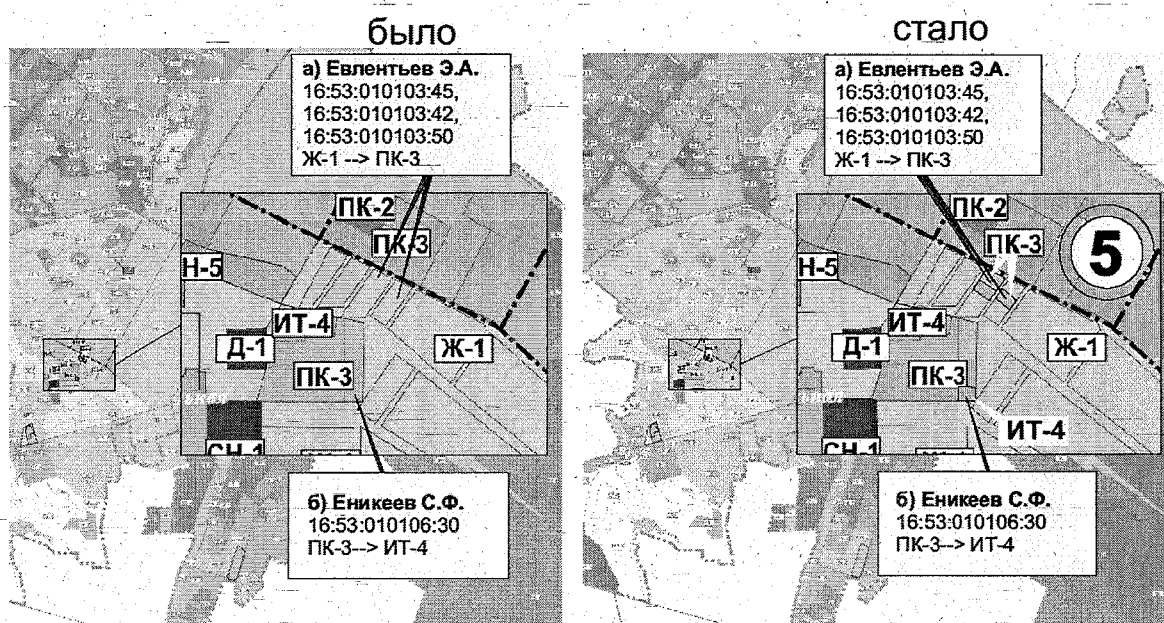 было
а) Евлентьев Э.А.
16:53:010103:45,
16:53:010103:42,
16:53:010103:50
Ж-1 --> ПК-3
ПК-2
ПК-3
Н-5
ИТ-4
Д-1
Ж-1
ПК-3
СН-1
б) Еникеев С.Ф.
16:53:010106:30
ПК-3--> ИТ-4
стало
а) Евлентьев Э.А.
16:53:010103:45,
16:53:010103:42,
16:53:010103:50
Ж-1 --> ПК-3
ПК-2
ПК-3
5
Н-5
ИТ-4
Д-1
Ж-1
ПК-3
ИТ-4
СН-1
б) Еникеев С.Ф.
16:53:010106:30
ПК-3--> ИТ-4